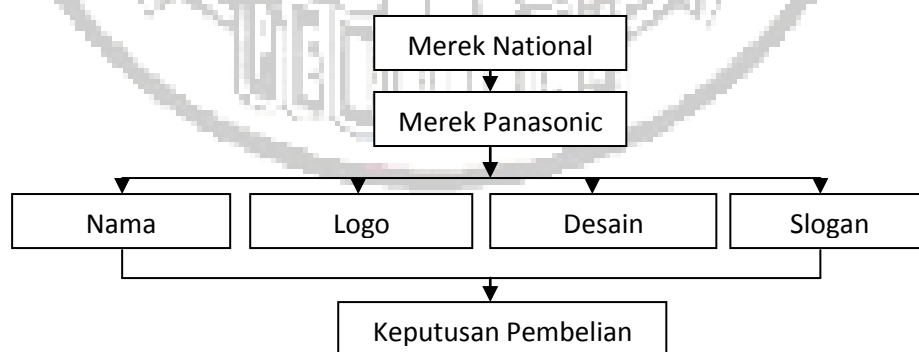 Merek National
Merek Panasonic
Nama Logo Desain Slogan
Keputusan Pembelian